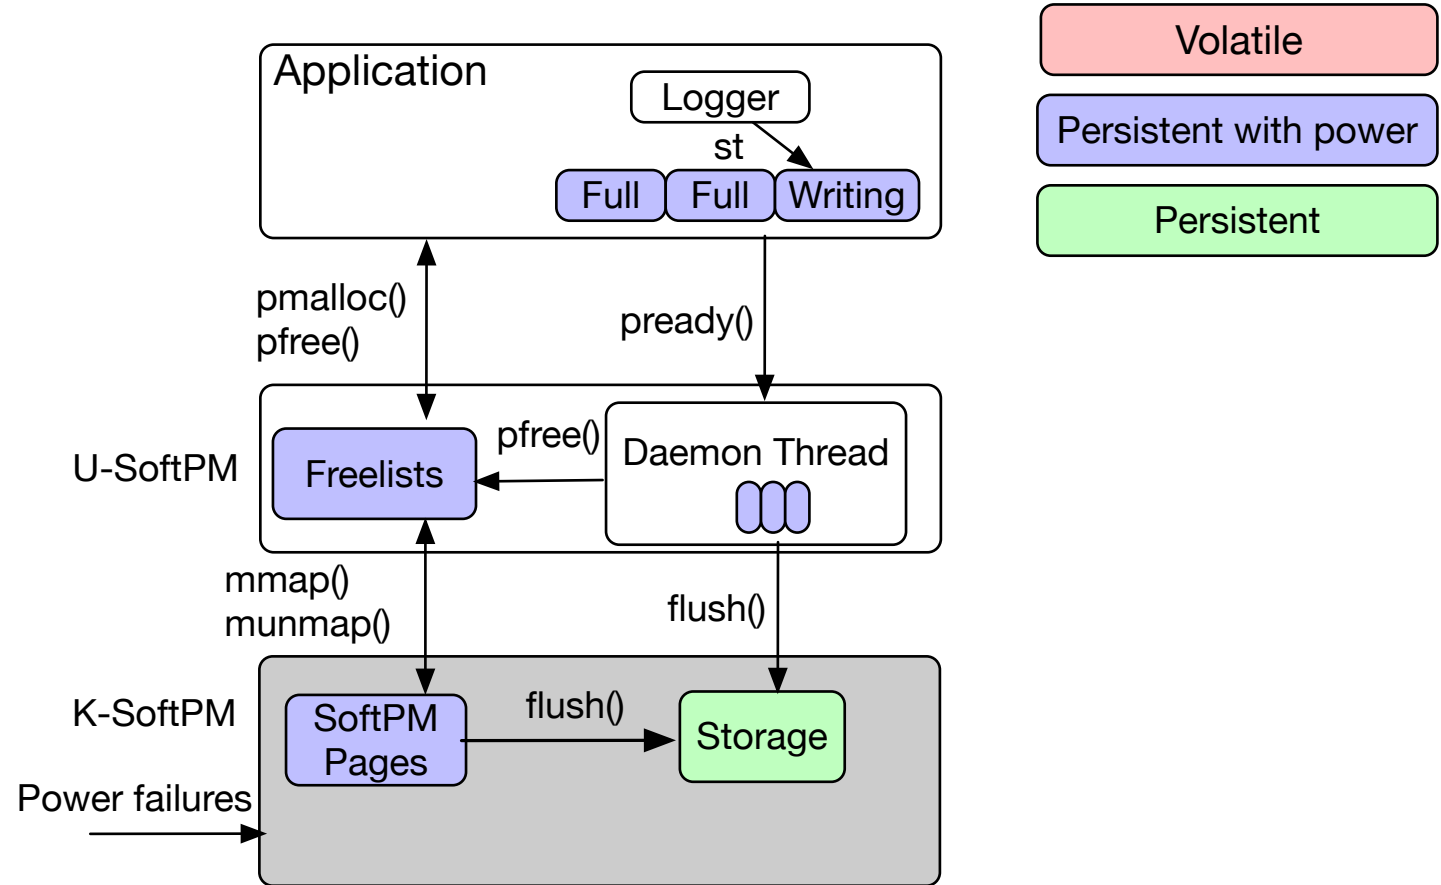 Application
Logger
st
Full
Full
Writing
Volatile
Persistent with power
Persistent
pmalloc()
pfree()
pready()
U-SoftPM
Freelists
pfree()
Daemon Thread
mmap()
munmap()
flush()
K-SoftPM
SoftPM
Pages
flush()
Storage
Power failures